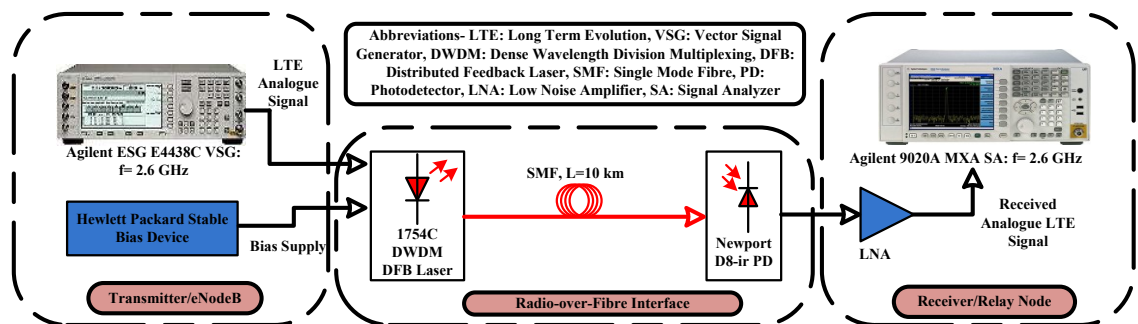 Abbreviations- LTE: Long Term Evolution, VSG: Vector Signal
Generator, DWDM: Dense Wavelength Division Multiplexing, DFB:
Distributed Feedback Laser, SMF: Single Mode Fibre, PD:
Photodetector, LNA: Low Noise Amplifier, SA: Signal Analyzer
LTE
Analogue
Signal
Agilent ESG E4438C VSG:
f= 2.6 GHz
Hewlett Packard Stable
Bias Device
Bias Supply
Transmitter/eNodeB
1754C
DWDM
DFB Laser
SMF, L=10 km
Newport
D8-ir PD
Radio-over-Fibre Interface
Agilent 9020A MXA SA: f= 2.6 GHz
Received
Analogue LTE
Signal
LNA
Receiver/Relay Node